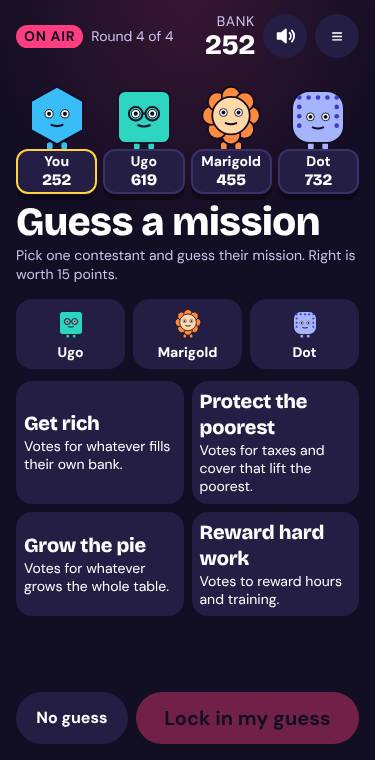 ON AIR
Round 4 of 4
BANK
252
You
252
Ugo
619
Marigold
455
Dot
732
Guess a mission
Pick one contestant and guess their mission. Right is
worth 15 points.
Ugo
Marigold
Dot
Get rich
Votes for whatever fills
their own bank.
Protect the
poorest
Votes for taxes and
cover that lift the
poorest.
Grow the pie
Votes for whatever
grows the whole table.
Reward hard
work
Votes to reward hours
and training.
No guess
Lock in my guess